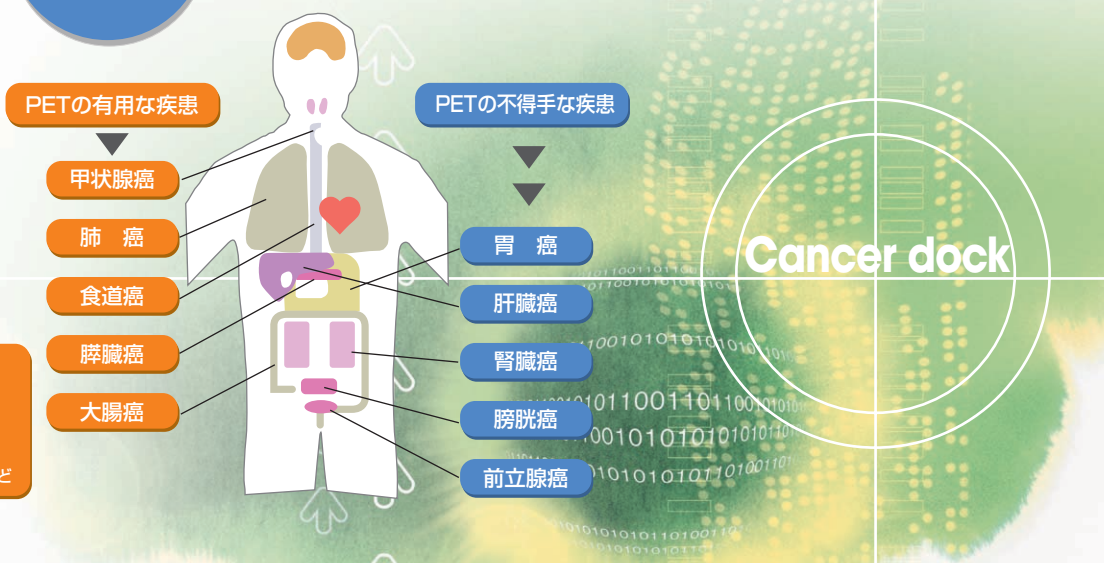 PETの有用な疾患
甲状腺癌
肺 癌
食道癌
膵臓癌
大腸癌
ど
PETの不得手な疾患
胃 癌
肝臓癌
腎臓癌
膀胱癌
前立腺癌
Cancer dock